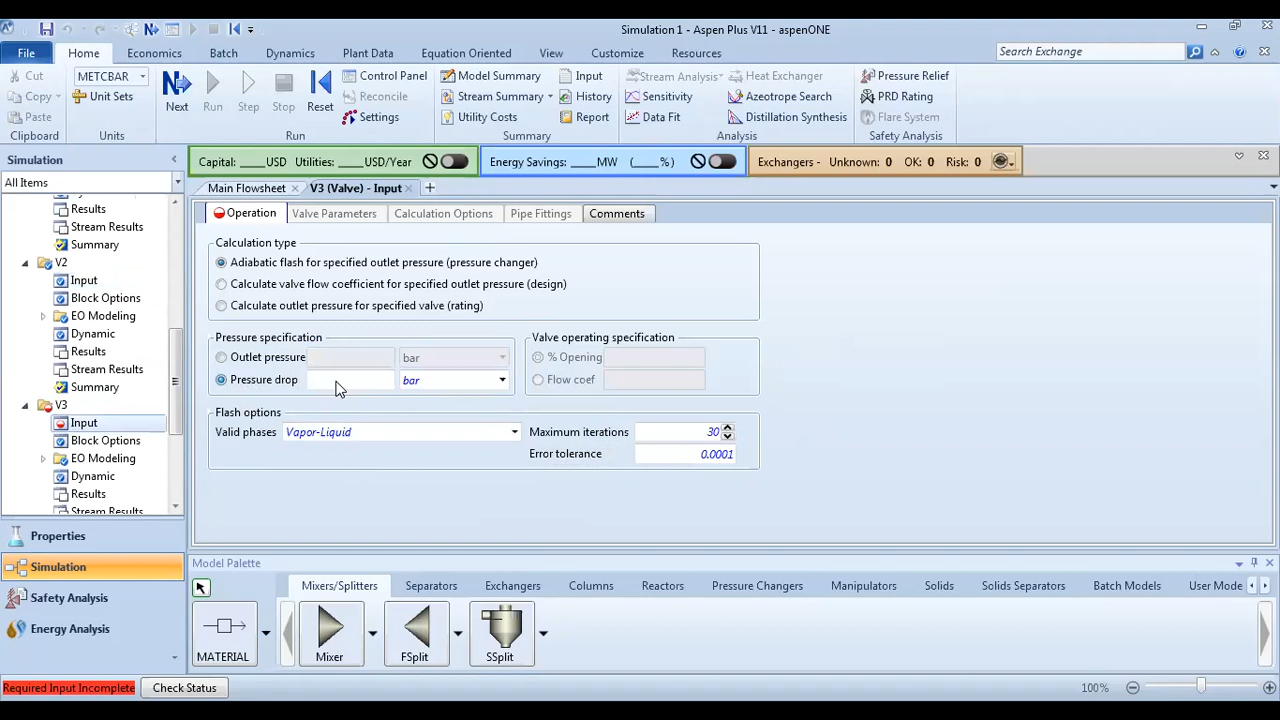 Simulation 1 - Aspen Plus V11 - aspenONE
File Home Economics Batch Dynamics Plant Data Equation Oriented View Customize Resources Search Exchange
Cut METCBAR Control Panel Model Summary Input Stream Analysis Heat Exchanger Pressure Relief
Copy Unit Sets Next Run Step Stop Reset Reconcile Stream Summary History Sensitivity Azeotrope Search PRD Rating
Paste Settings Utility Costs Report Data Fit Distillation Synthesis Flare System
Clipboard Units Run Summary Analysis Safety Analysis
Simulation Capital: ____USD Utilities: ____USD/Year Energy Savings: ____MW (____%) Exchangers - Unknown: 0 OK: 0 Risk: 0
All Items Main Flowsheet V3 (Valve) - Input
Results Operation Valve Parameters Calculation Options Pipe Fittings Comments
Stream Results
Summary Calculation type
V2 Adiabatic flash for specified outlet pressure (pressure changer)
Input Calculate valve flow coefficient for specified outlet pressure (design)
Block Options Calculate outlet pressure for specified valve (rating)
EO Modeling
Dynamic Pressure specification Valve operating specification
Results Outlet pressure bar % Opening
Stream Results Pressure drop bar Flow coef
Summary
V3 Flash options
Input Valid phases Vapor-Liquid Maximum iterations 30
Block Options Error tolerance 0.0001
EO Modeling
Dynamic
Results
Stream Results
Properties
Simulation Model Palette
Mixers/Splitters Separators Exchangers Columns Reactors Pressure Changers Manipulators Solids Solids Separators Batch Models User Mode
Safety Analysis
Energy Analysis
MATERIAL Mixer FSplit SSplit
Required Input Incomplete Check Status 100%